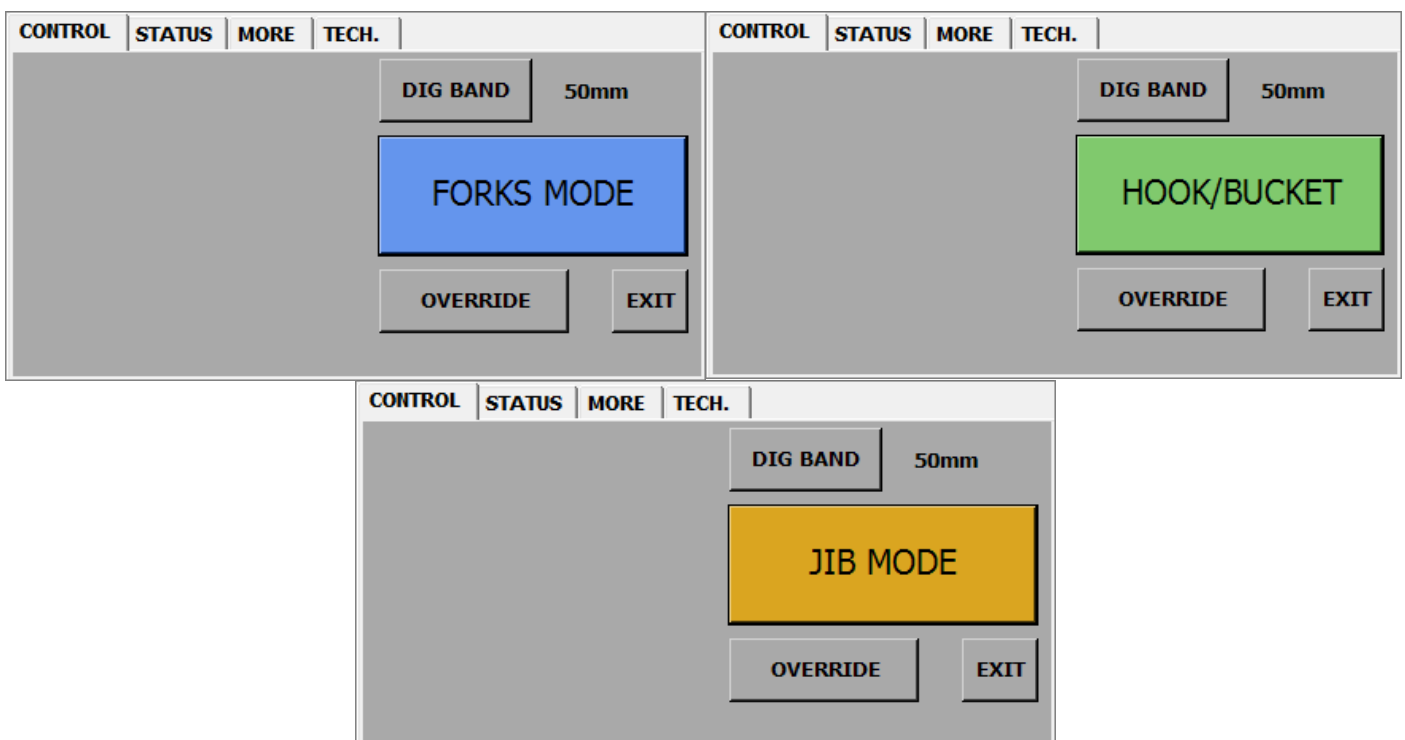 CONTROL STATUS MORE TECH.
DIG BAND 50mm
FORKS MODE
OVERRIDE EXIT
CONTROL STATUS MORE TECH.
DIG BAND 50mm
HOOK/BUCKET
OVERRIDE EXIT
CONTROL STATUS MORE TECH.
DIG BAND 50mm
JIB MODE
OVERRIDE EXIT